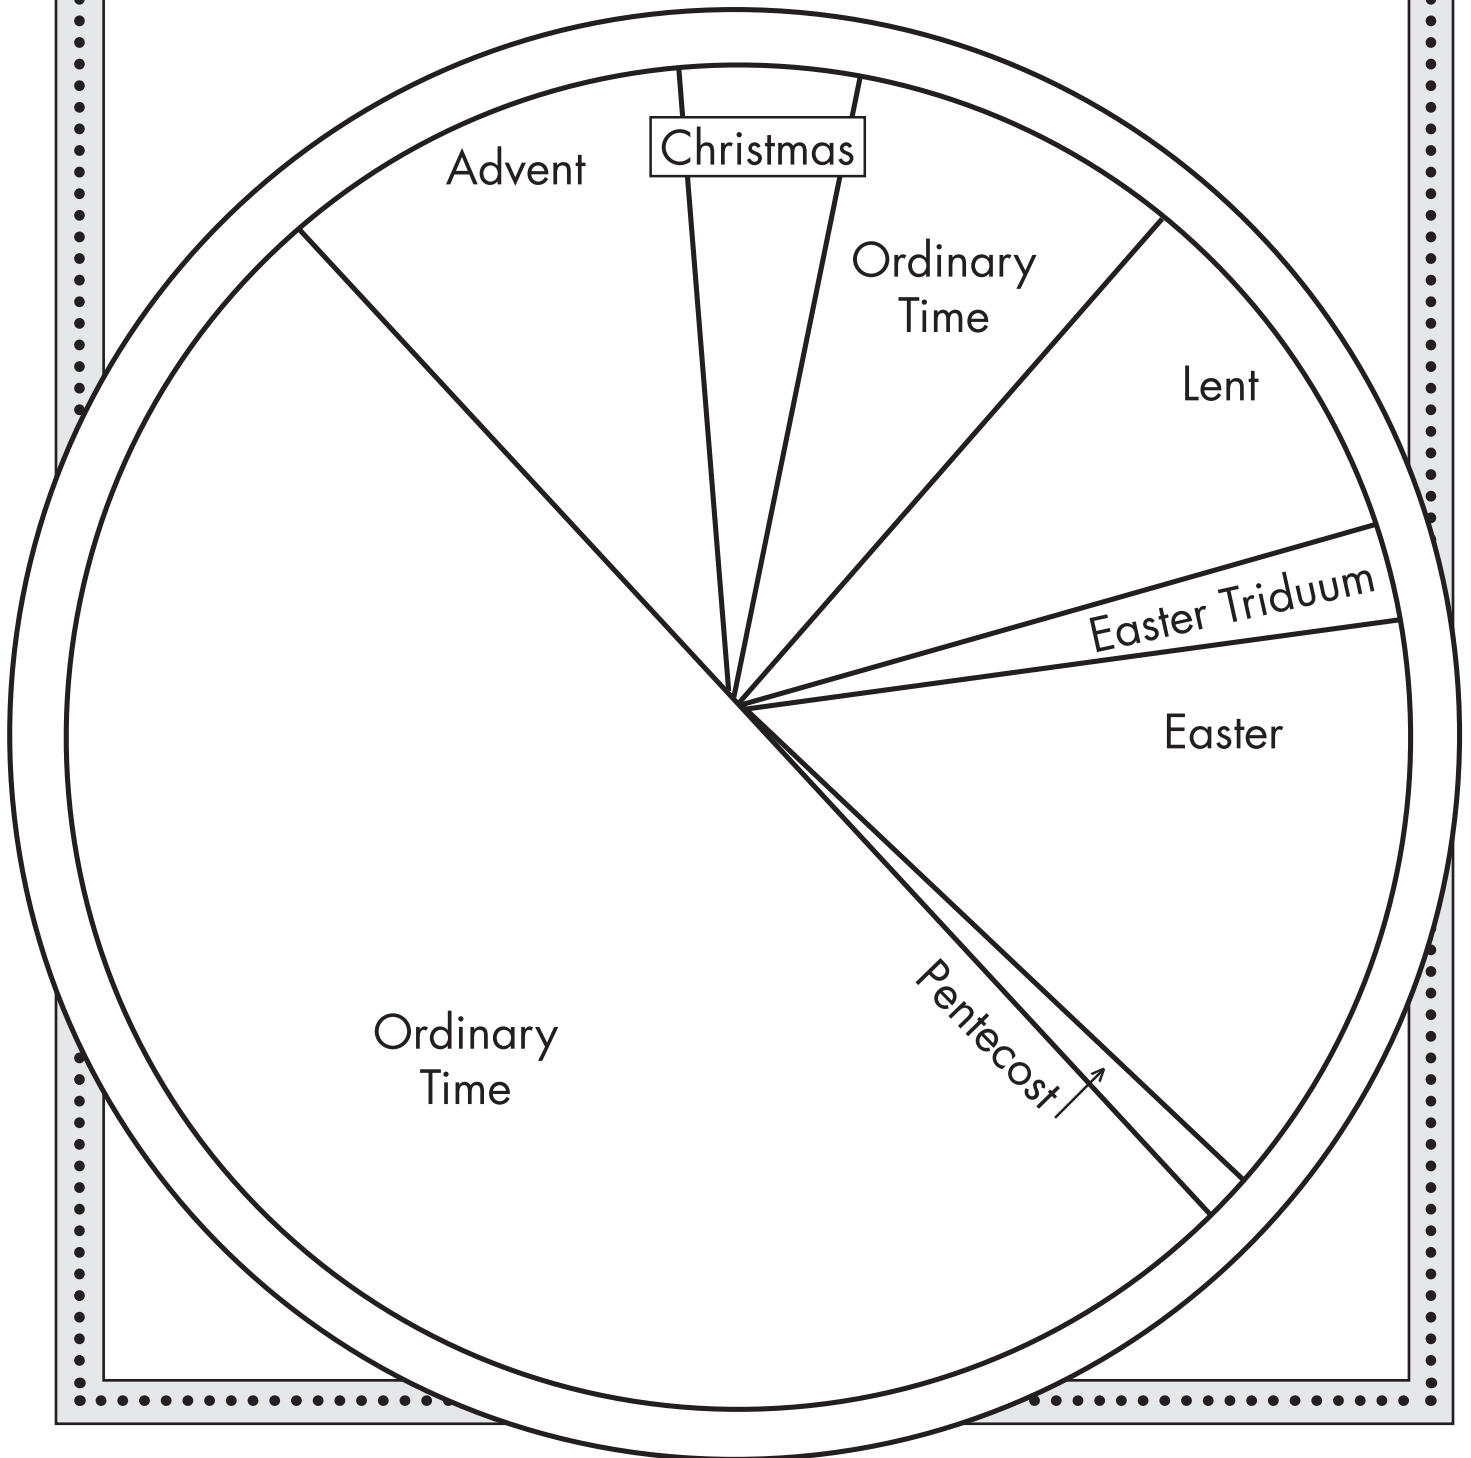 Advent
Christmas
Ordinary
Time
Lent
Easter Triduum
Easter
Pentecost
Ordinary
Time